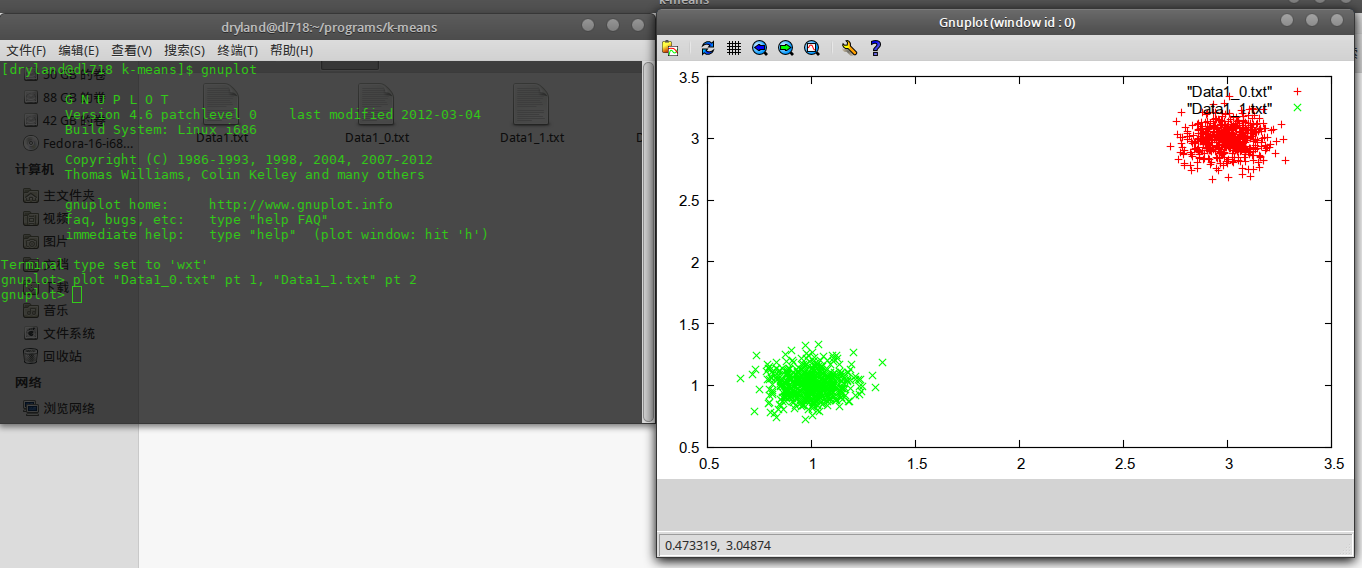 k-means
dryland@dl718:~/programs/k-means
文件(F) 编辑(E) 查看(V) 搜索(S) 终端(T) 帮助(H)
[dryland@dl718 k-means]$ gnuplot
G N U P L O T
Version 4.6 patchlevel 0    last modified 2012-03-04
Build System: Linux i686
Copyright (C) 1986-1993, 1998, 2004, 2007-2012
Thomas Williams, Colin Kelley and many others
gnuplot home:     http://www.gnuplot.info
faq, bugs, etc:   type "help FAQ"
immediate help:   type "help"  (plot window: hit 'h')
Terminal type set to 'wxt'
gnuplot> plot "Data1_0.txt" pt 1, "Data1_1.txt" pt 2
gnuplot>
88 GB 的卷
42 GB 的卷
Fedora-16-i68...
计算机
主文件夹
视频
图片
下载
音乐
文件系统
回收站
网络
浏览网络
Data1.txt
Data1_0.txt
Data1_1.txt
Gnuplot (window id : 0)
"Data1_0.txt"
"Data1_1.txt"
3.5
3
2.5
2
1.5
1
0.5
0.5 1 1.5 2 2.5 3 3.5
0.473319, 3.04874